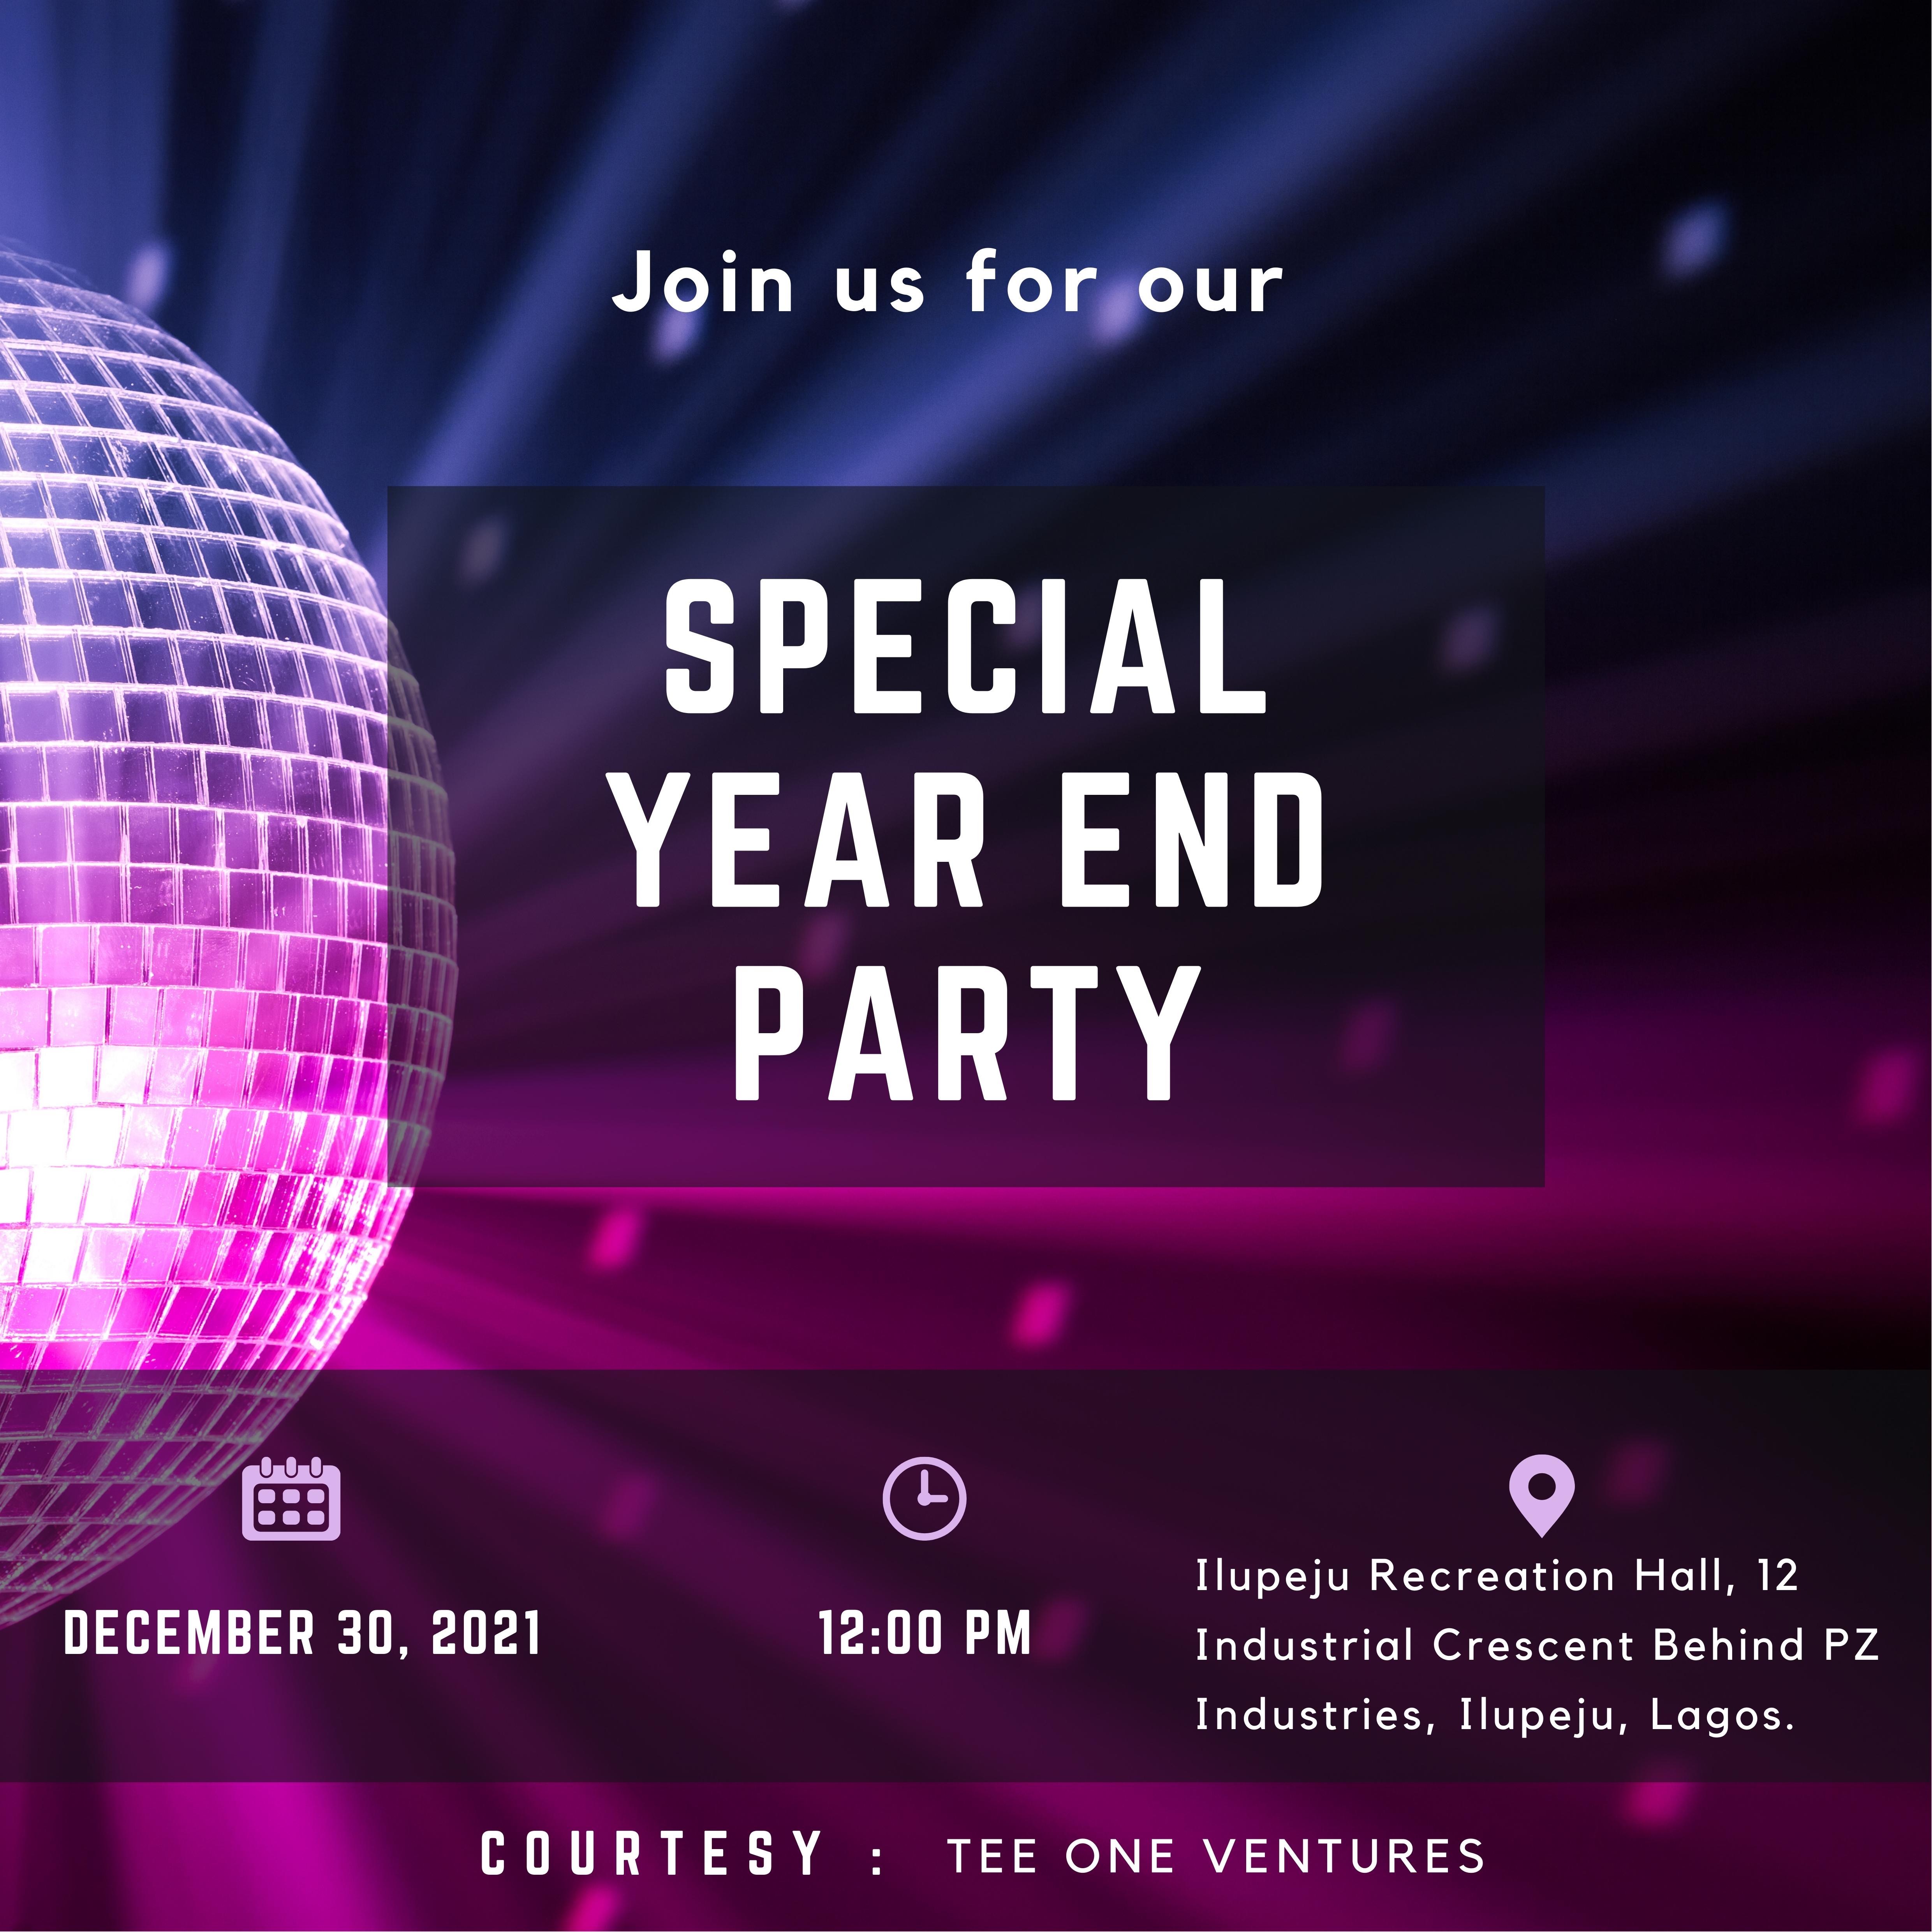 Join us for our
SPECIAL
YEAR END
PARTY
DECEMBER 30, 2021
12:00 PM
Ilupeju Recreation Hall, 12
Industrial Crescent Behind PZ
Industries, Ilupeju, Lagos.
COURTESY : TEE ONE VENTURES